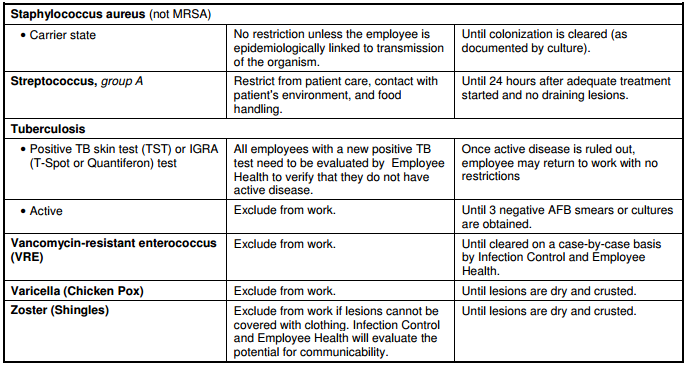 Staphylococcus aureus (not MRSA)
• Carrier state
No restriction unless the employee is
epidemiologically linked to transmission
of the organism.
Until colonization is cleared (as
documented by culture).
Streptococcus, group A
Restrict from patient care, contact with
patient's environment, and food
handling.
Until 24 hours after adequate treatment
started and no draining lesions.
Tuberculosis
• Positive TB skin test (TST) or IGRA
(T-Spot or Quantiferon) test
All employees with a new positive TB
test need to be evaluated by Employee
Health to verify that they do not have
active disease.
Once active disease is ruled out,
employee may return to work with no
restrictions
• Active
Exclude from work.
Until 3 negative AFB smears or cultures
are obtained.
Vancomycin-resistant enterococcus
(VRE)
Exclude from work.
Until cleared on a case-by-case basis
by Infection Control and Employee
Health.
Varicella (Chicken Pox)
Exclude from work.
Until lesions are dry and crusted.
Zoster (Shingles)
Exclude from work if lesions cannot be
covered with clothing. Infection Control
and Employee Health will evaluate the
potential for communicability.
Until lesions are dry and crusted.